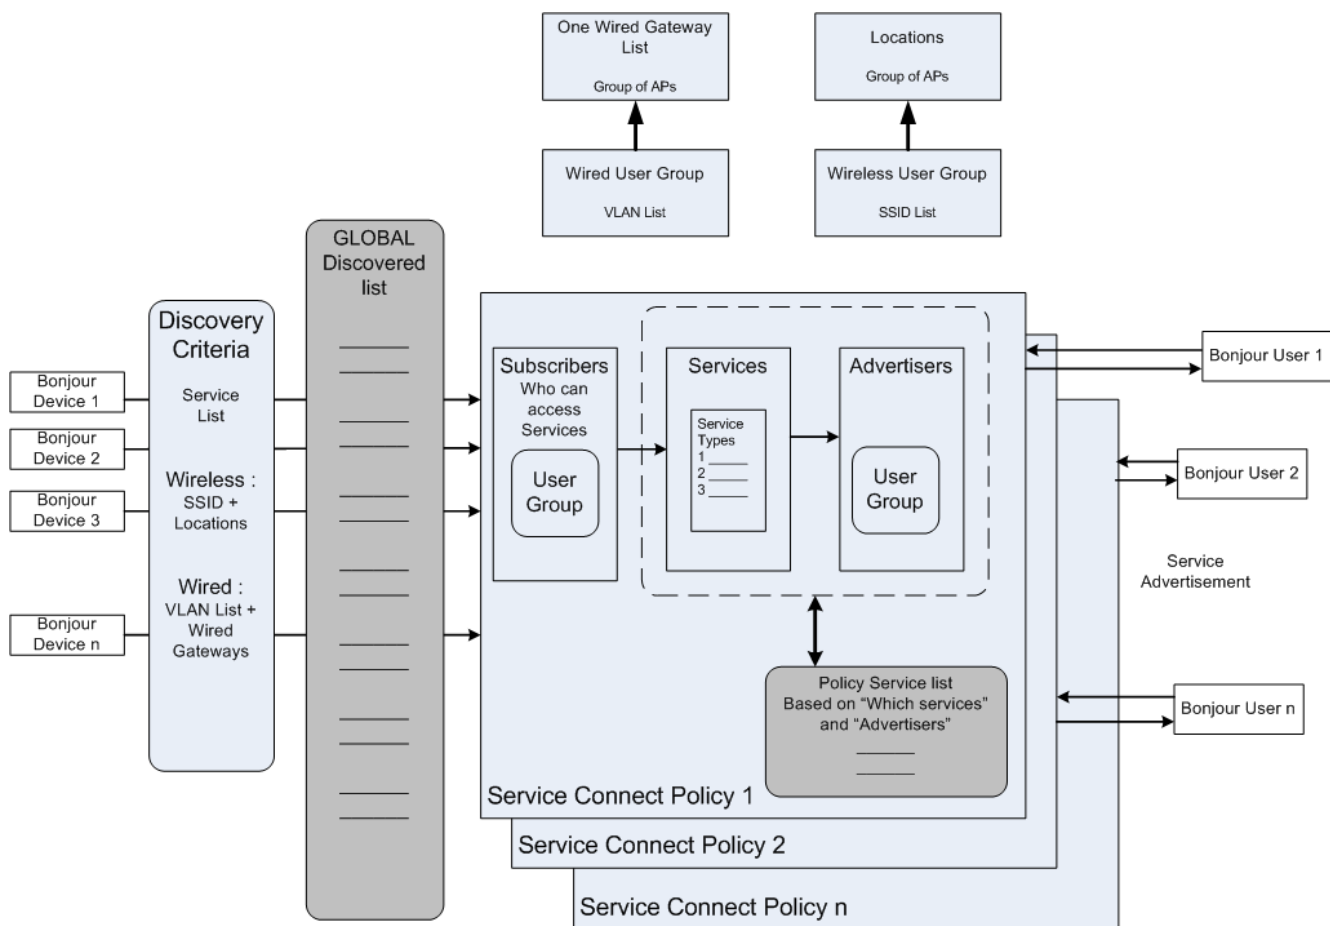 One Wired Gateway
List
Group of APs
Locations
Group of APs
Wired User Group
VLAN List
Wireless User Group
SSID List
GLOBAL
Discovered
list
Discovery
Criteria
Service
List
Wireless :
SSID +
Locations
Wired :
VLAN List +
Wired
Gateways
Bonjour
Device 1
Bonjour
Device 2
Bonjour
Device 3
Bonjour
Device n
Subscribers
Who can
access
Services
User
Group
Services
Service
Types
1
2
3
Advertisers
User
Group
Policy Service list
Based on “Which services”
and “Advertisers”
Service Connect Policy 1
Service Connect Policy 2
Service Connect Policy n
Bonjour User 1
Bonjour User 2
Service
Advertisement
Bonjour User n